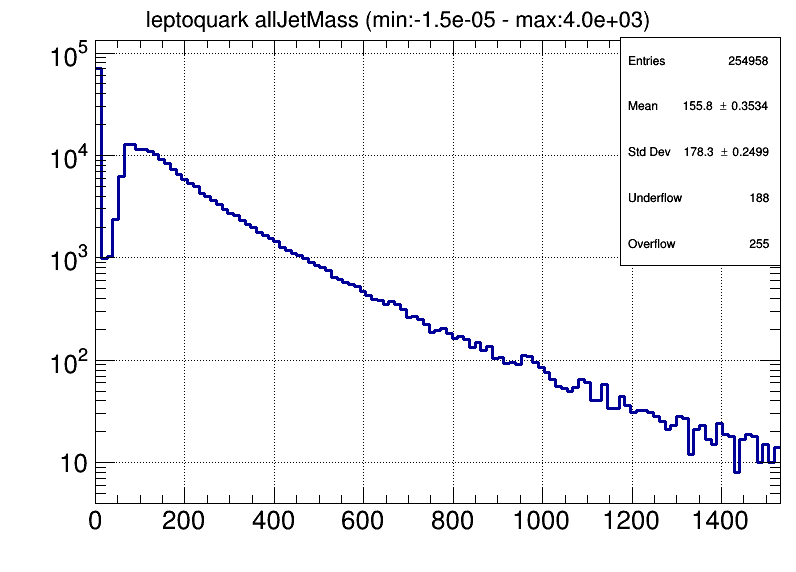 leptoquark allJetMass (min:-1.5e-05 - max:4.0e+03)
Entries 254958
Mean 155.8 ± 0.3534
Std Dev 178.3 ± 0.2499
Underflow 188
Overflow 255
10^5
10^4
10^3
10^2
10
0 200 400 600 800 1000 1200 1400